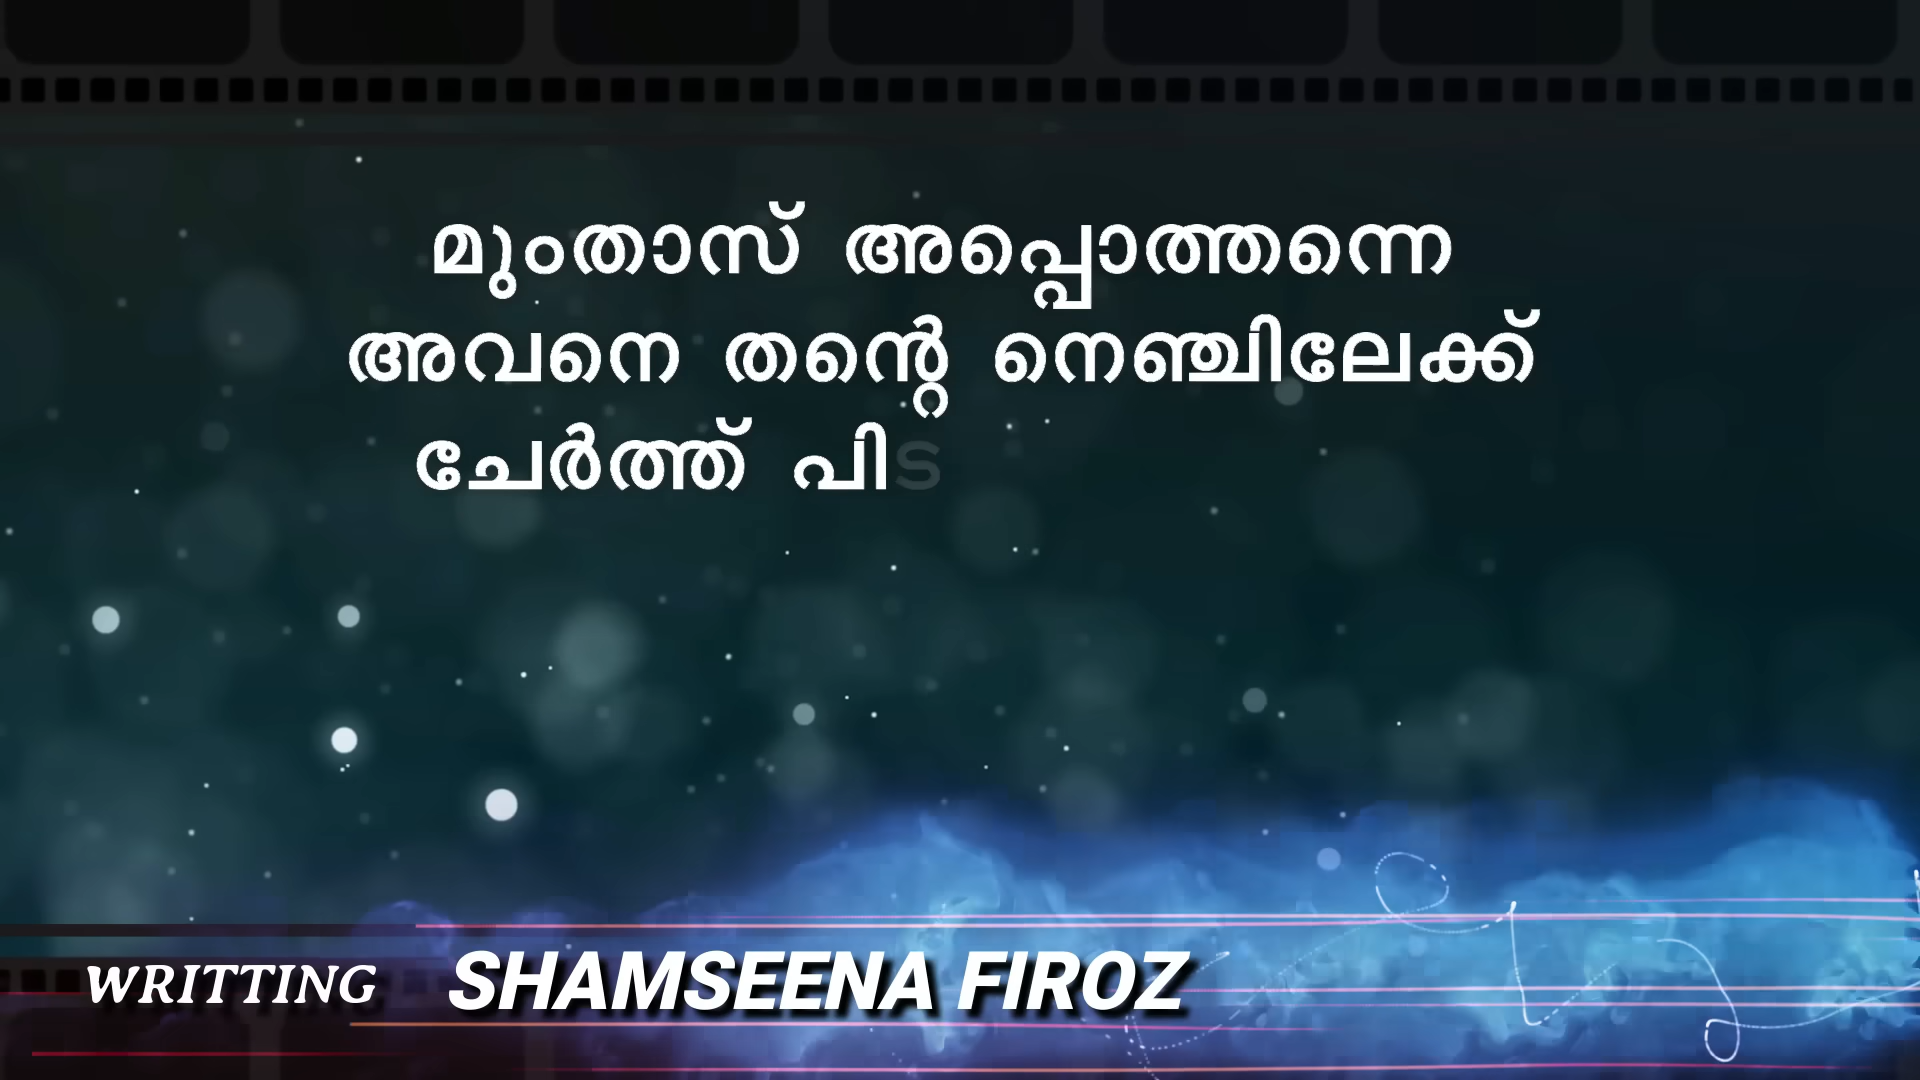 മുംതാസ് അപ്പൊത്തന്നെ
അവനെ തന്റെ നെഞ്ചിലേക്ക്
ചേർത്ത് പി
WRITTING SHAMSEENA FIROZ